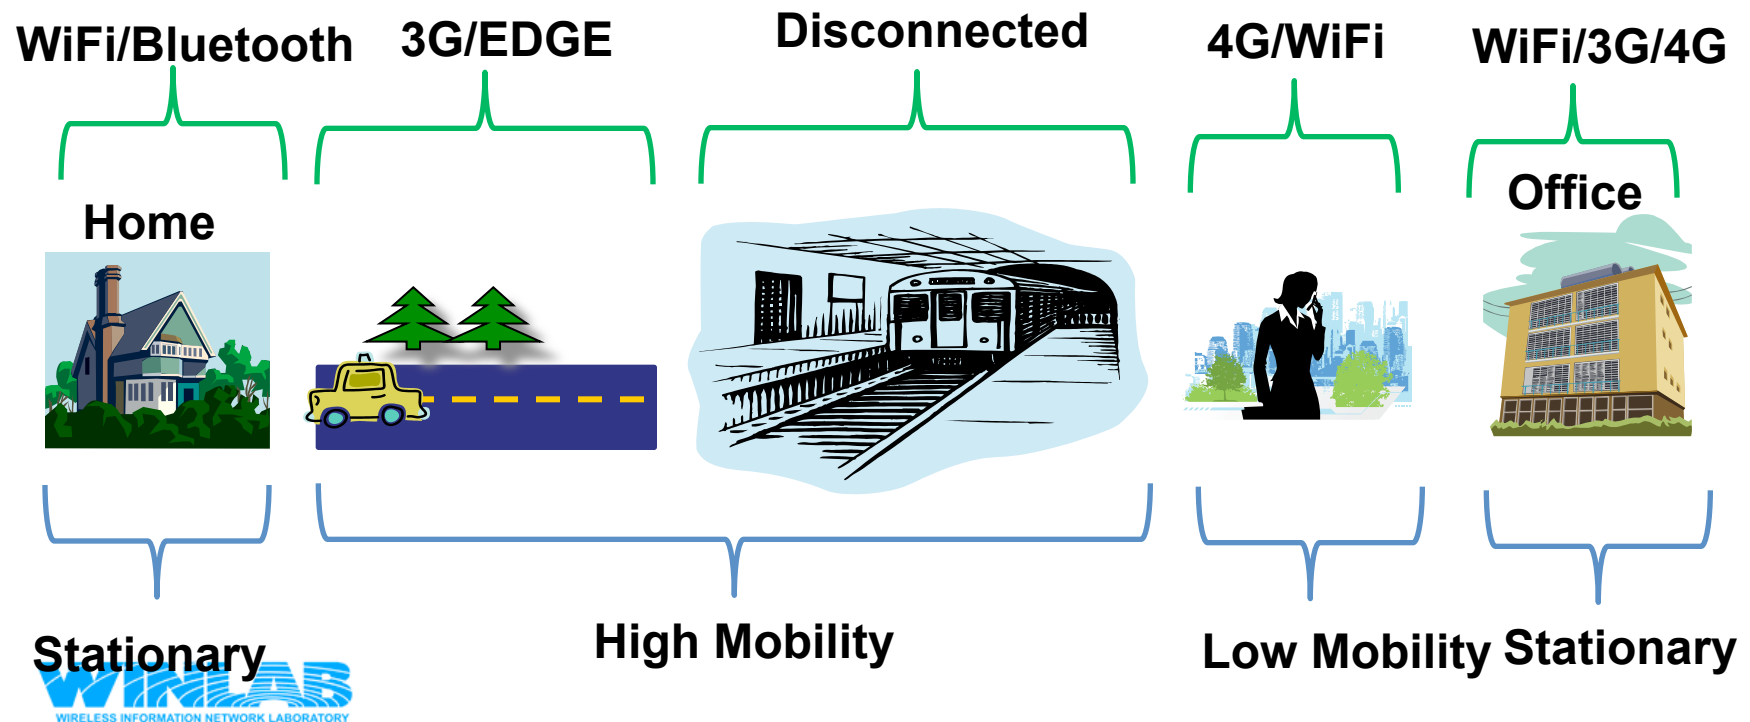 WiFi/Bluetooth
3G/EDGE
Disconnected
4G/WiFi
WiFi/3G/4G
Home
Office
Stationary
High Mobility
Low Mobility
Stationary
WINLAB
WIRELESS INFORMATION NETWORK LABORATORY